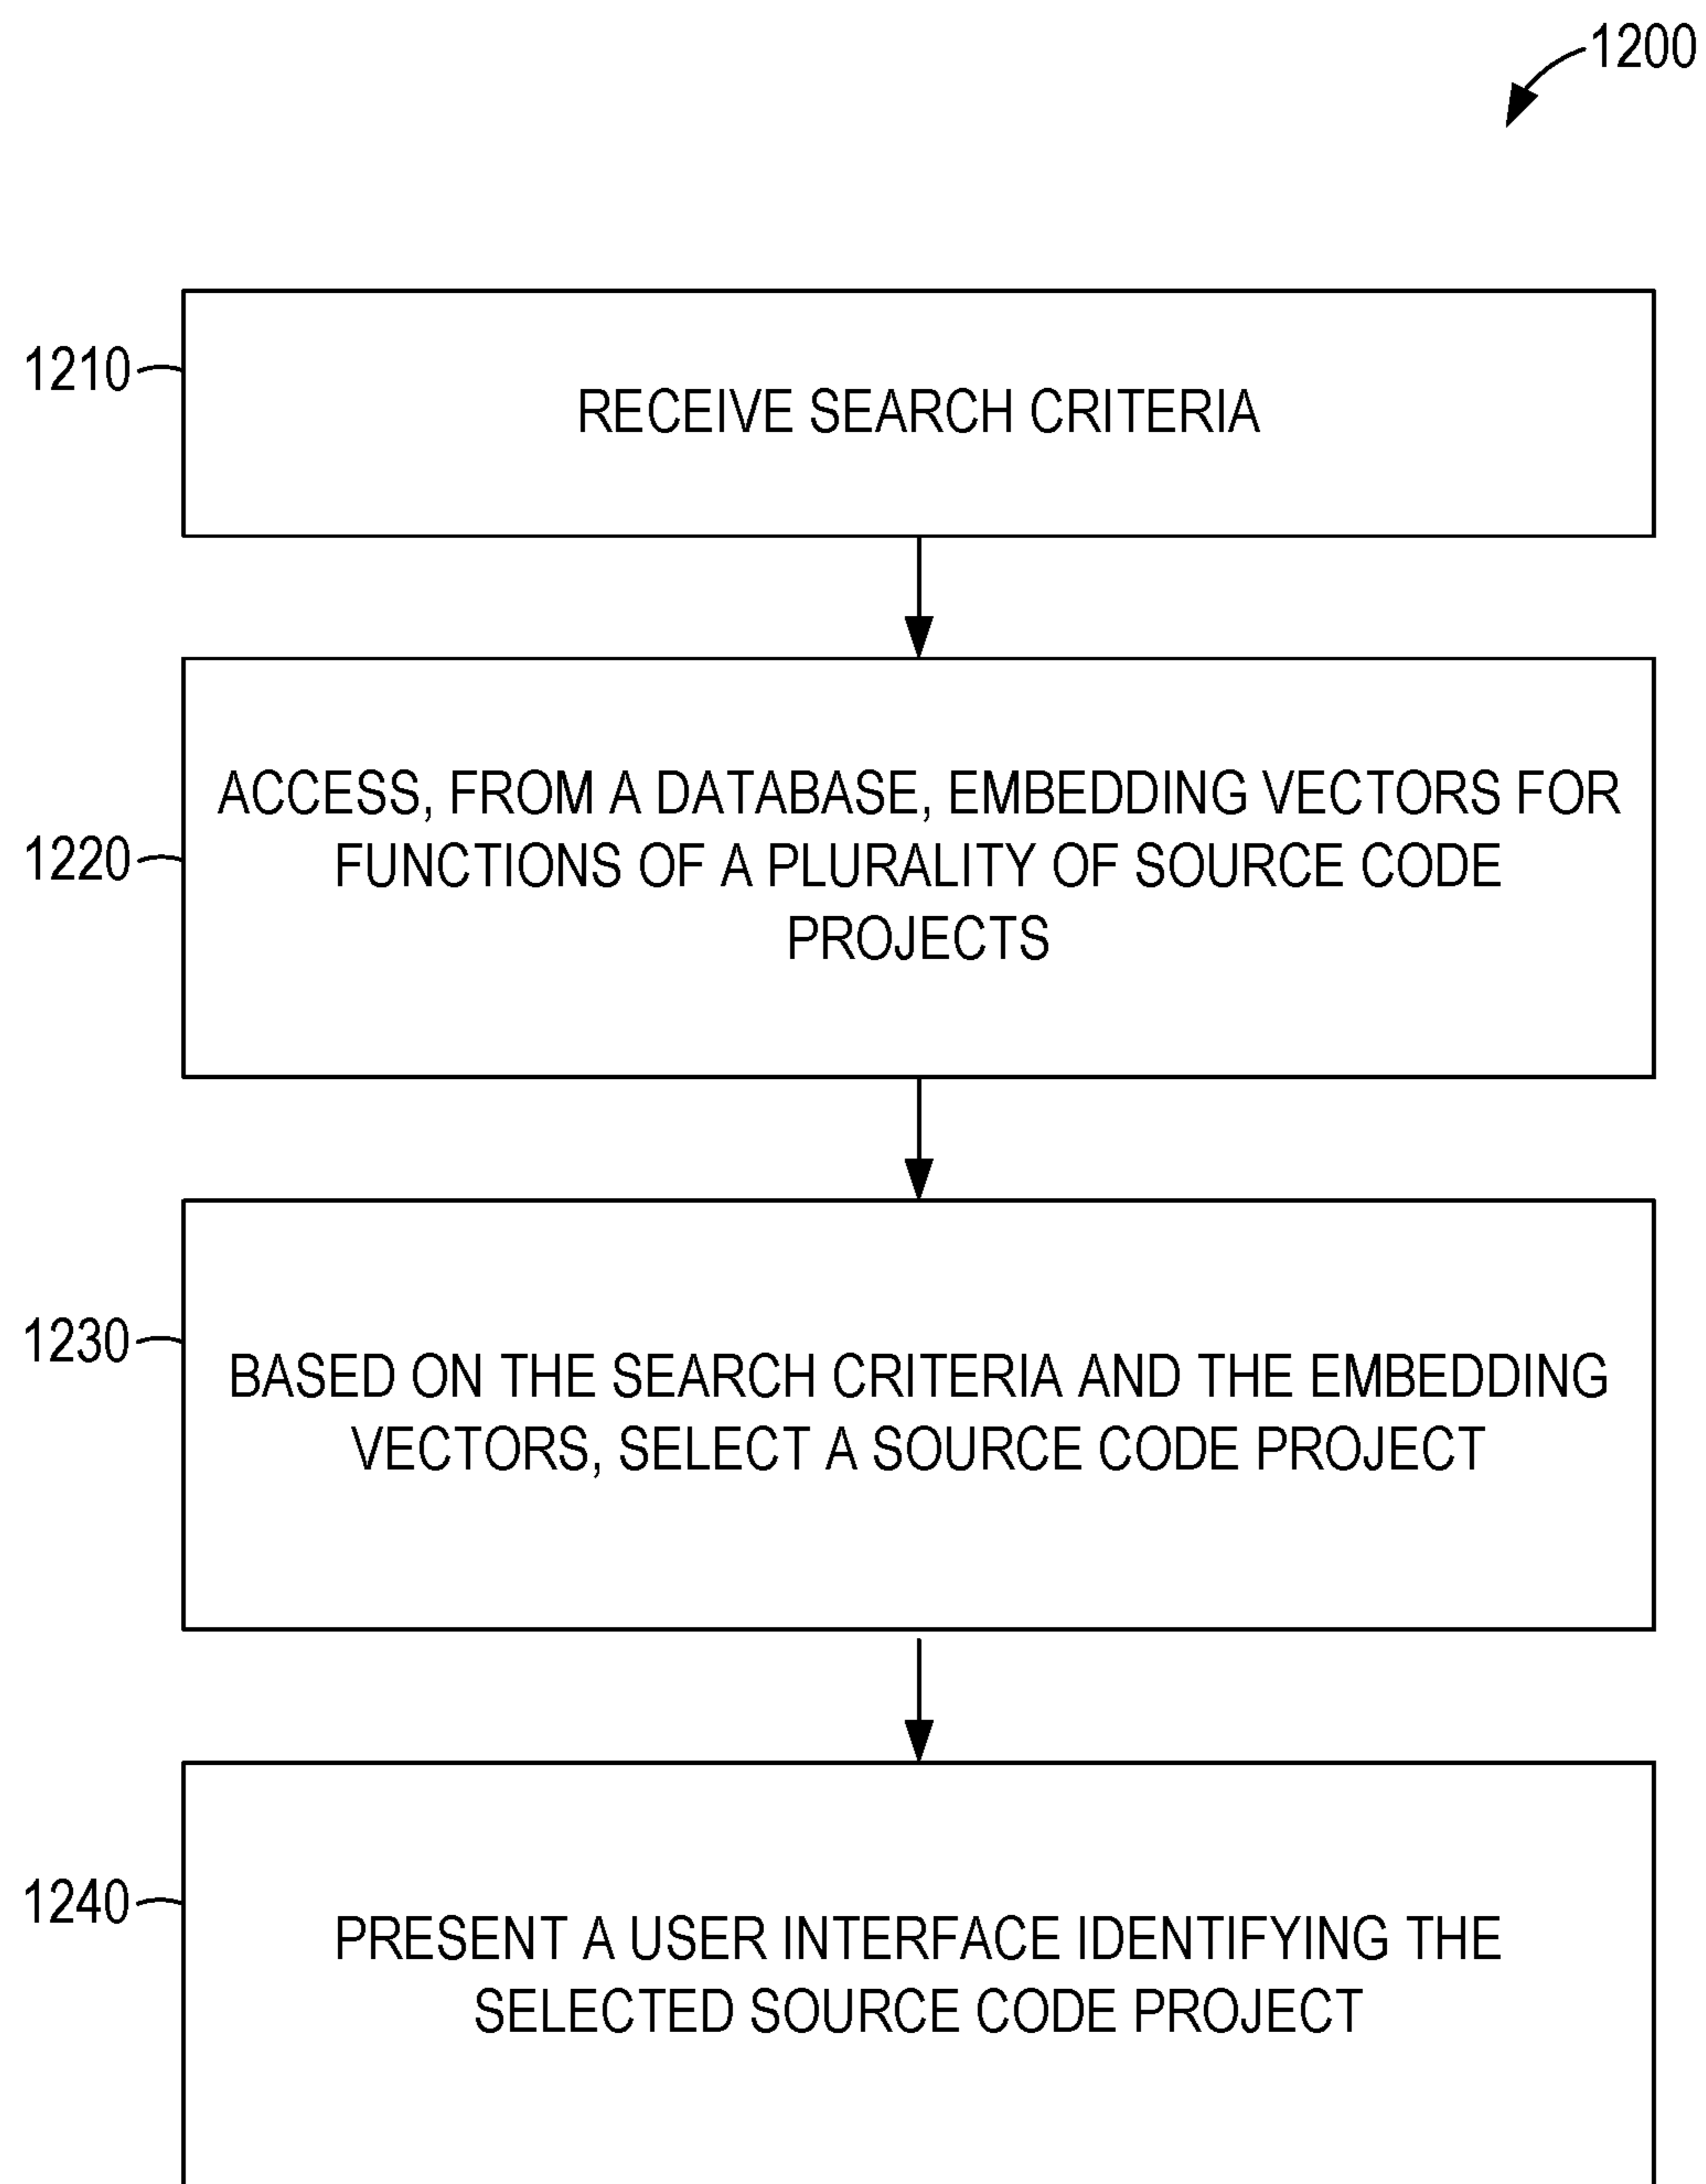 1200
1210
RECEIVE SEARCH CRITERIA
1220
ACCESS, FROM A DATABASE, EMBEDDING VECTORS FOR
FUNCTIONS OF A PLURALITY OF SOURCE CODE
PROJECTS
1230
BASED ON THE SEARCH CRITERIA AND THE EMBEDDING
VECTORS, SELECT A SOURCE CODE PROJECT
1240
PRESENT A USER INTERFACE IDENTIFYING THE
SELECTED SOURCE CODE PROJECT